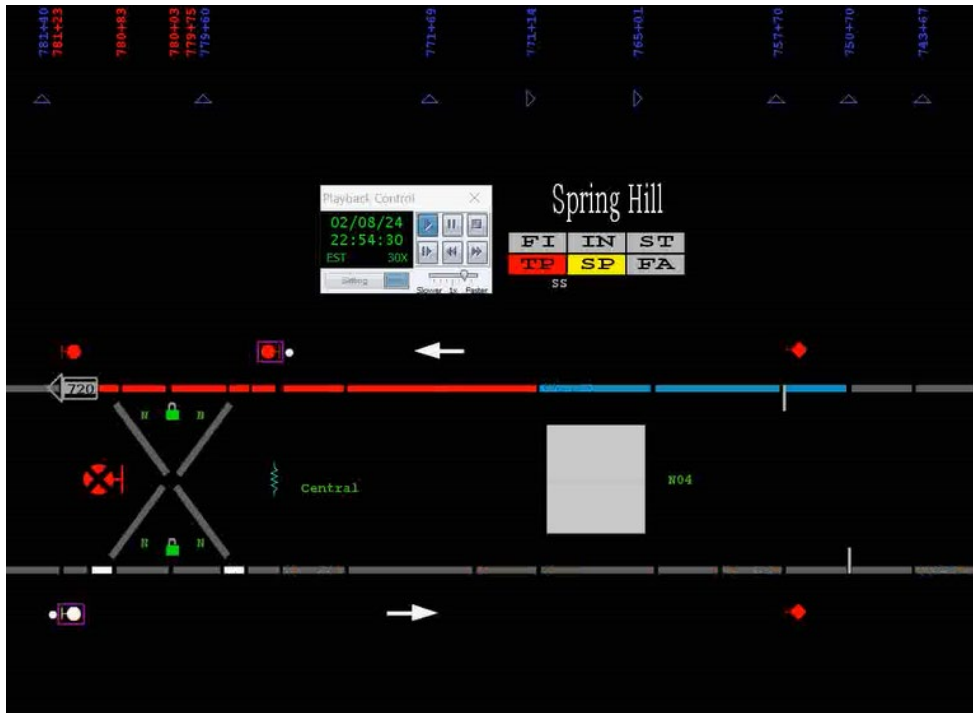 781+40
781+23
780+83
780+03
779+75
779+60
771+69
771+14
765+01
757+70
750+70
743+67
Playback Control
02/08/24
22:54:30
EST 30X
Slower 1x Faster
Spring Hill
FI IN ST
TP SP FA
SS
720
N N
Central
N04
N N